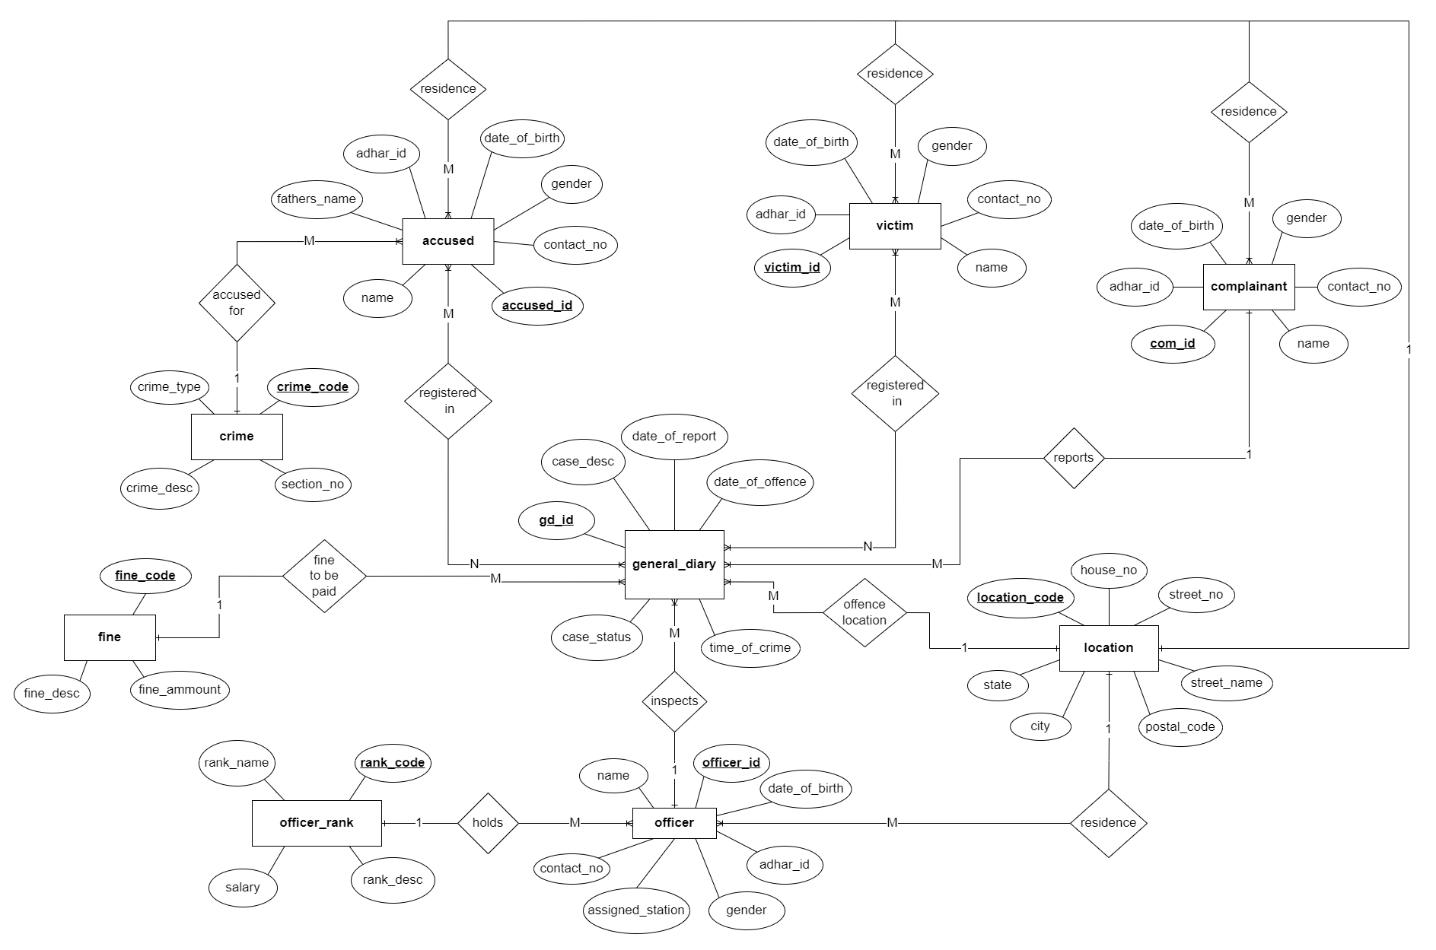 residence
residence
residence
date_of_birth
adhar_id
fathers_name
gender
contact_no
accused
name
accused_id
M
M
M
date_of_birth
gender
adhar_id
contact_no
victim
victim_id
name
M
M
date_of_birth
gender
adhar_id
contact_no
complainant
com_id
name
M
1
1
accused
for
1
crime_type
crime_code
crime
crime_desc
section_no
registered
in
registered
in
reports
date_of_report
case_desc
date_of_offence
gd_id
general_diary
case_status
time_of_crime
N
M
N
M
M
M
fine
to be
paid
1
fine_code
fine
fine_desc
fine_ammount
offence
location
1
house_no
location_code
street_no
location
state
street_name
city
postal_code
1
inspects
1
rank_name
rank_code
officer_rank
salary
rank_desc
1
holds
M
name
officer_id
date_of_birth
officer
contact_no
adhar_id
assigned_station
gender
M
residence